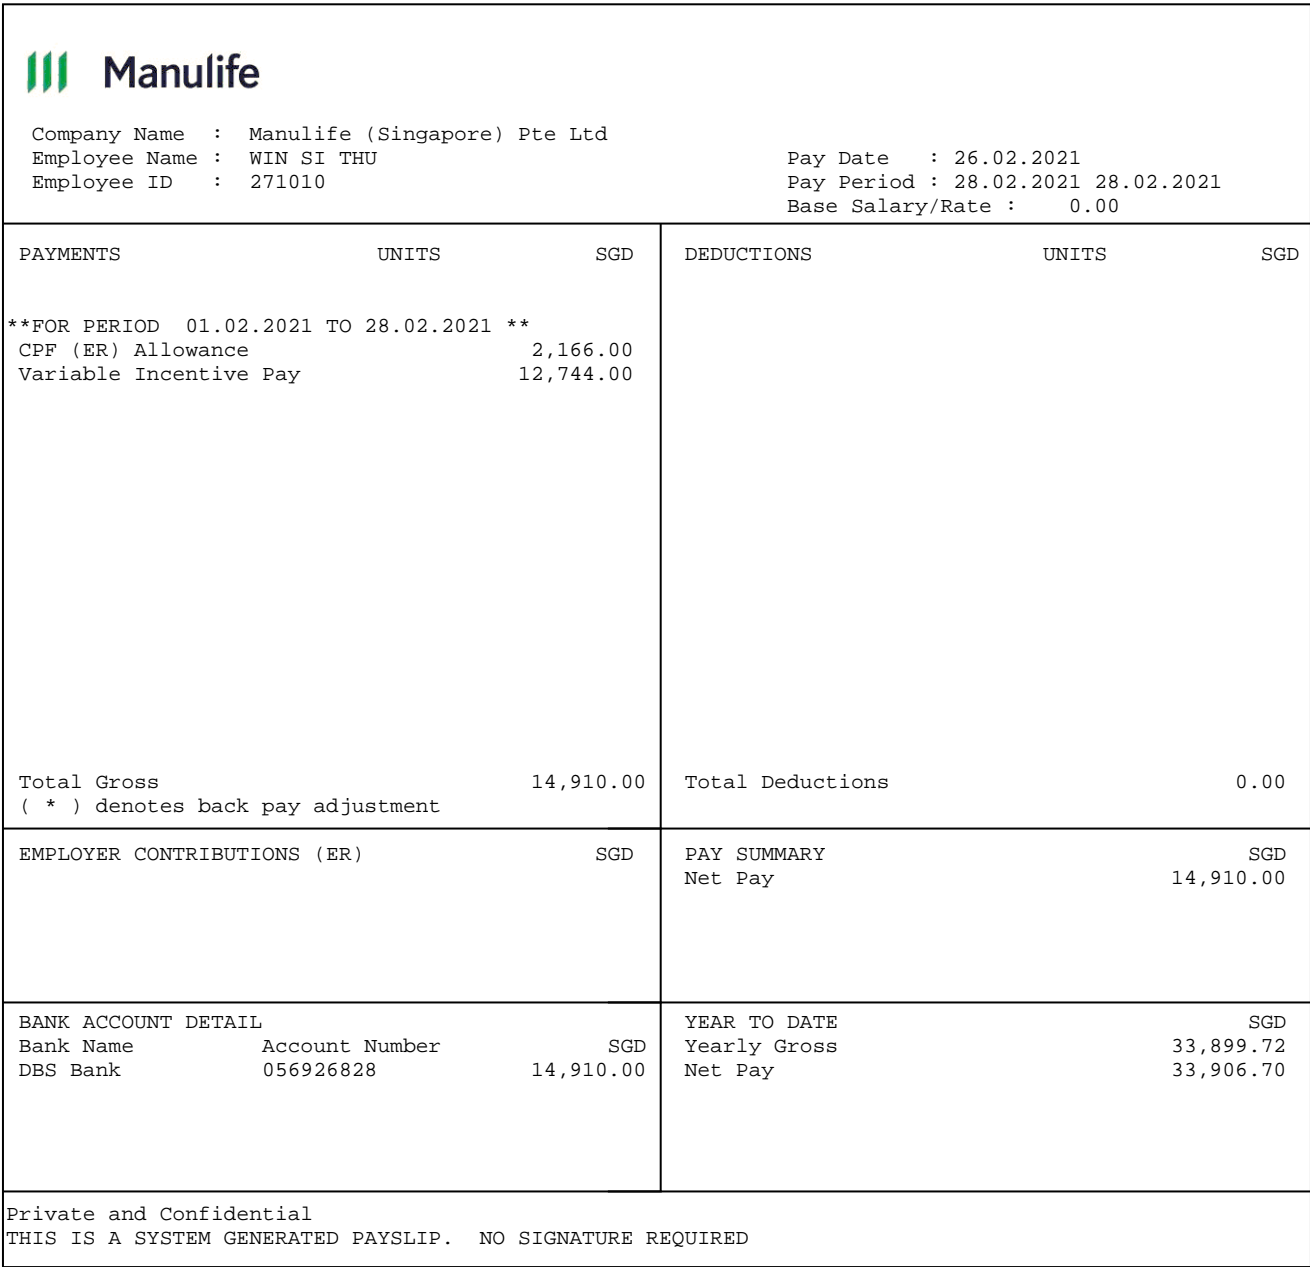 Manulife
Company Name : Manulife (Singapore) Pte Ltd
Employee Name : WIN SI THU
Employee ID : 271010
Pay Date : 26.02.2021
Pay Period : 28.02.2021 28.02.2021
Base Salary/Rate : 0.00
PAYMENTS UNITS SGD
**FOR PERIOD 01.02.2021 TO 28.02.2021 **
CPF (ER) Allowance 2,166.00
Variable Incentive Pay 12,744.00
Total Gross 14,910.00
( * ) denotes back pay adjustment
DEDUCTIONS UNITS SGD
Total Deductions 0.00
EMPLOYER CONTRIBUTIONS (ER) SGD
PAY SUMMARY SGD
Net Pay 14,910.00
BANK ACCOUNT DETAIL
Bank Name Account Number SGD
DBS Bank 056926828 14,910.00
YEAR TO DATE SGD
Yearly Gross 33,899.72
Net Pay 33,906.70
Private and Confidential
THIS IS A SYSTEM GENERATED PAYSLIP. NO SIGNATURE REQUIRED